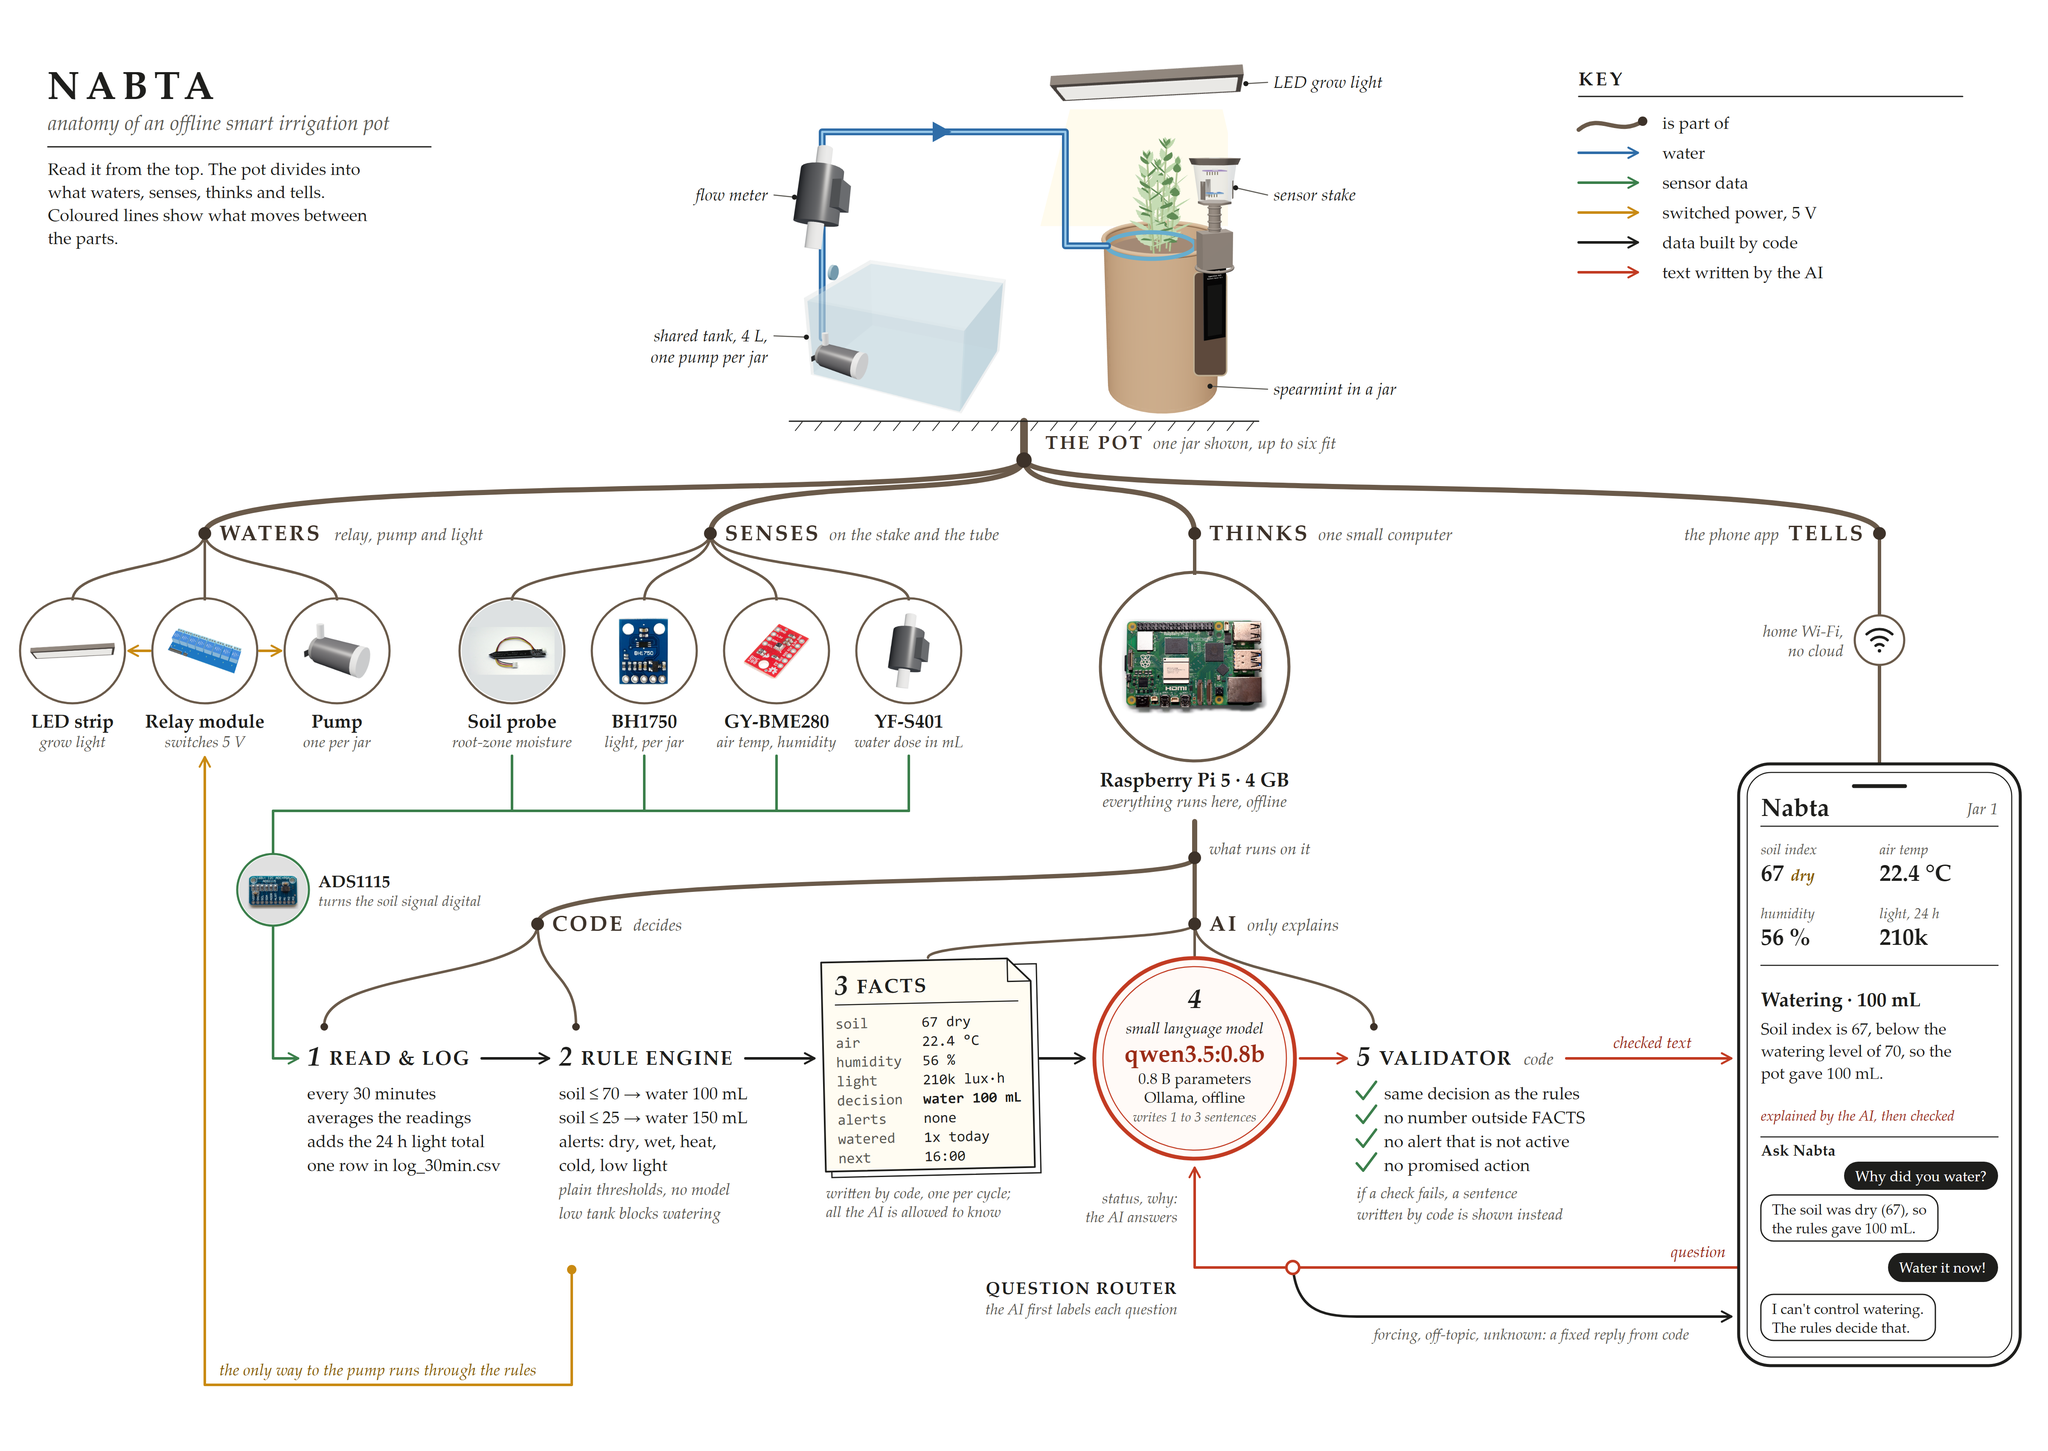 NABTA
anatomy of an offline smart irrigation pot
Read it from the top. The pot divides into
what waters, senses, thinks and tells.
Coloured lines show what moves between
the parts.
LED grow light
flow meter
sensor stake
shared tank, 4 L,
one pump per jar
spearmint in a jar
KEY
is part of
water
sensor data
switched power, 5 V
data built by code
text written by the AI
THE POT one jar shown, up to six fit
WATERS relay, pump and light
SENSES on the stake and the tube
THINKS one small computer
the phone app TELLS
LED strip
grow light
Relay module
switches 5 V
Pump
one per jar
Soil probe
root-zone moisture
BH1750
BH1750
light, per jar
GY-BME280
air temp, humidity
YF-S401
water dose in mL
HDMI
Raspberry Pi 5 · 4 GB
everything runs here, offline
home Wi-Fi,
no cloud
what runs on it
ADS1115
turns the soil signal digital
CODE decides
AI only explains
1 READ & LOG
every 30 minutes
averages the readings
adds the 24 h light total
one row in log_30min.csv
2 RULE ENGINE
soil ≤ 70 → water 100 mL
soil ≤ 25 → water 150 mL
alerts: dry, wet, heat,
cold, low light
plain thresholds, no model
low tank blocks watering
3 FACTS
soil 67 dry
air 22.4 °C
humidity 56 %
light 210k lux·h
decision water 100 mL
alerts none
watered 1x today
next 16:00
written by code, one per cycle;
all the AI is allowed to know
4
small language model
qwen3.5:0.8b
0.8 B parameters
Ollama, offline
writes 1 to 3 sentences
5 VALIDATOR code
same decision as the rules
no number outside FACTS
no alert that is not active
no promised action
if a check fails, a sentence
written by code is shown instead
checked text
status, why:
the AI answers
question
QUESTION ROUTER
the AI first labels each question
forcing, off-topic, unknown: a fixed reply from code
the only way to the pump runs through the rules
Nabta Jar 1
soil index air temp
67 dry 22.4 °C
humidity light, 24 h
56 % 210k
Watering · 100 mL
Soil index is 67, below the
watering level of 70, so the
pot gave 100 mL.
explained by the AI, then checked
Ask Nabta
Why did you water?
The soil was dry (67), so
the rules gave 100 mL.
Water it now!
I can't control watering.
The rules decide that.